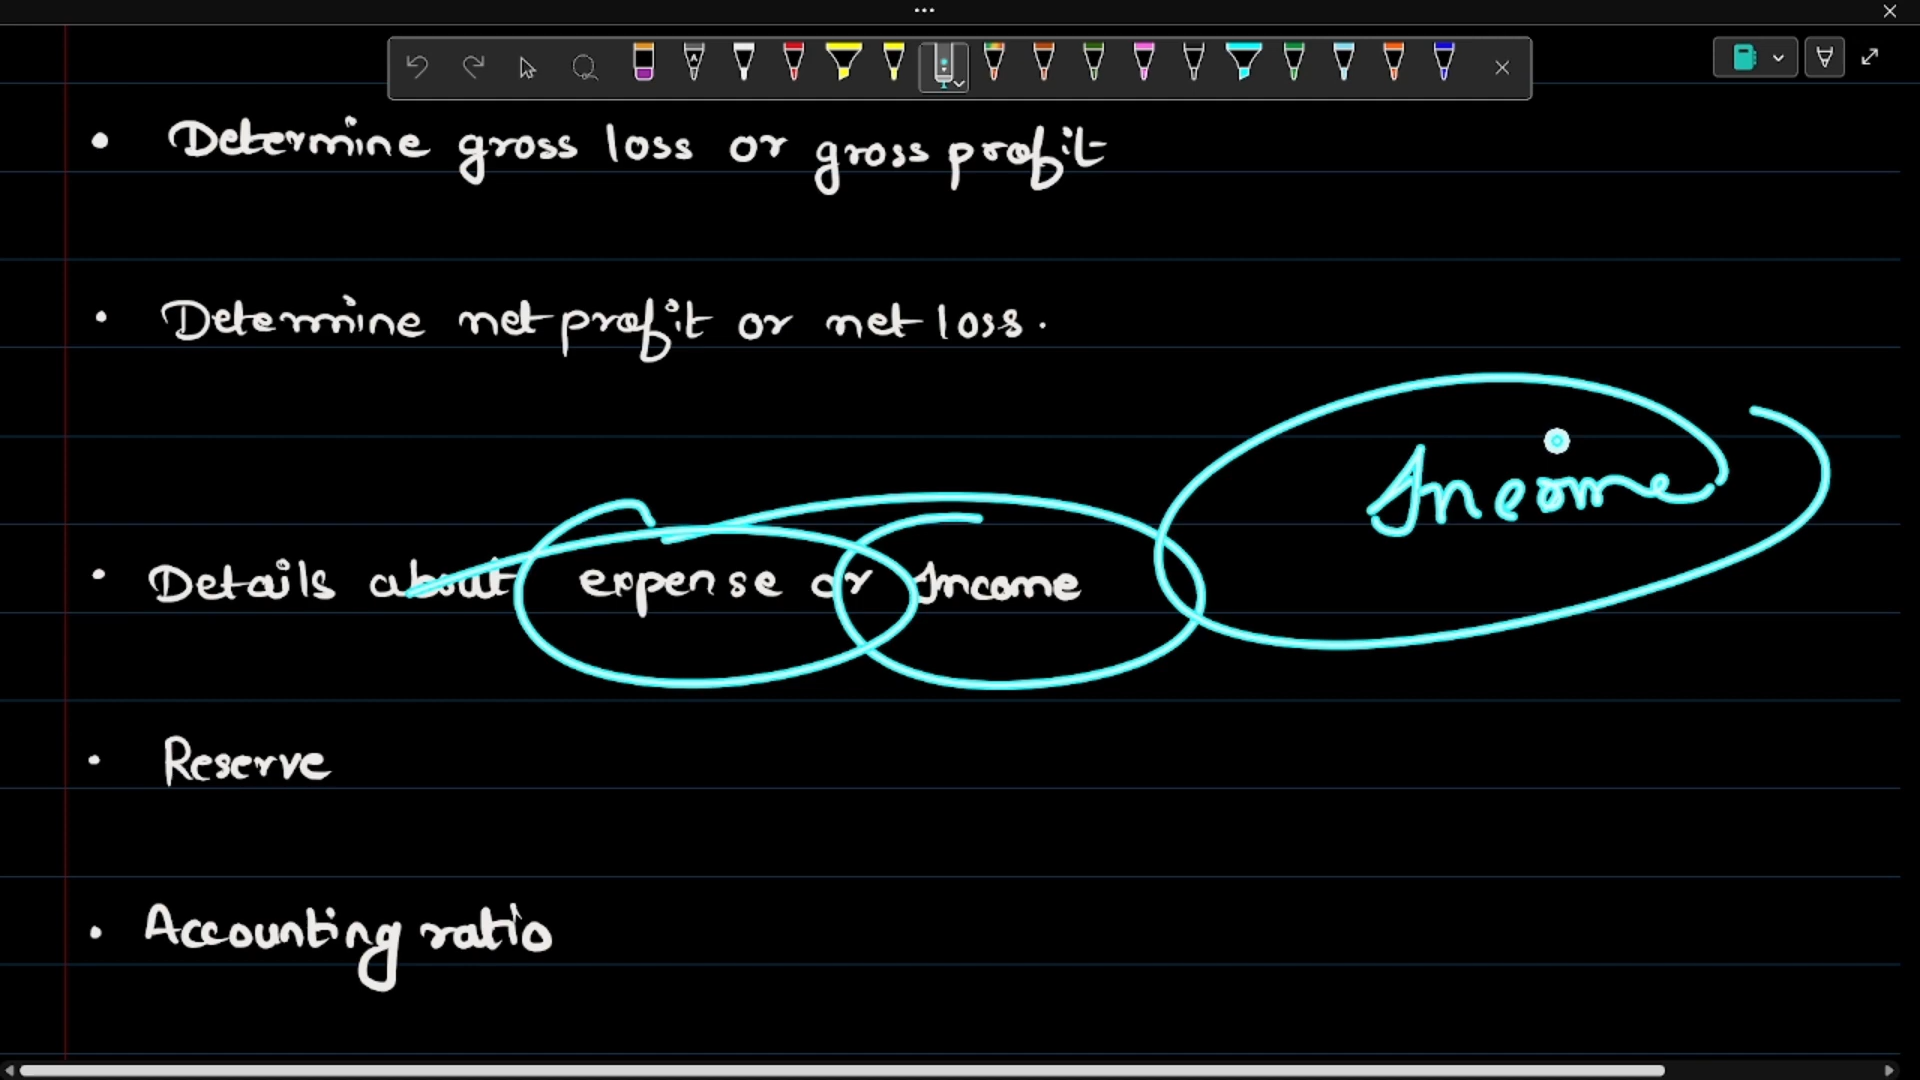 • Determine gross loss or gross profit
• Determine net profit or net loss.
Income
• Details about expense or Income
• Reserve
• Accounting ratio